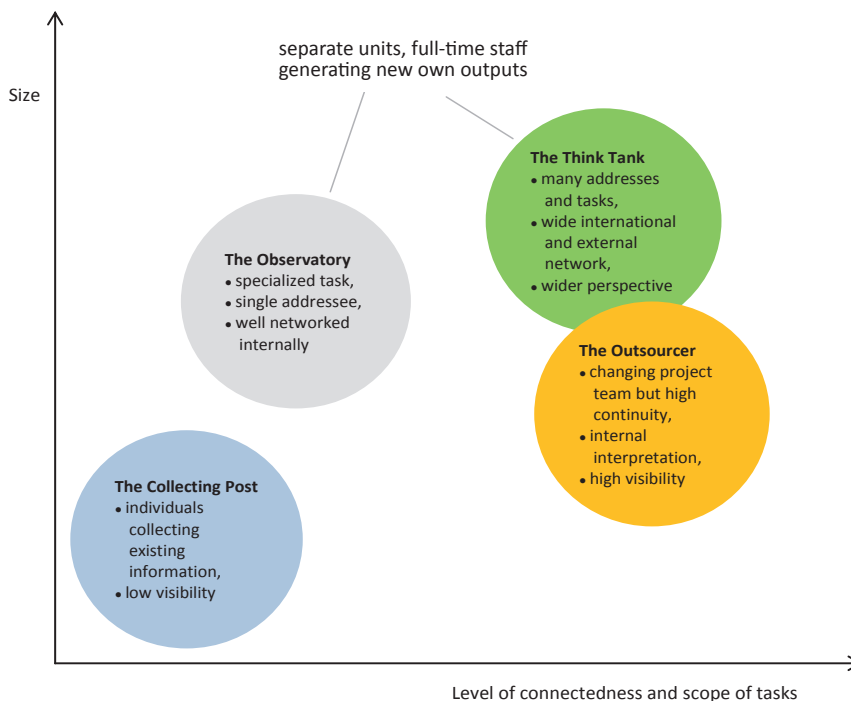 separate units, full-time staff
generating new own outputs
Size
The Think Tank
• many addresses
and tasks,
• wide international
and external
network,
• wider perspective
The Observatory
• specialized task,
• single addressee,
• well networked
internally
The Outsourcer
• changing project
team but high
continuity,
• internal
interpretation,
• high visibility
The Collecting Post
• individuals
collecting
existing
information,
• low visibility
Level of connectedness and scope of tasks